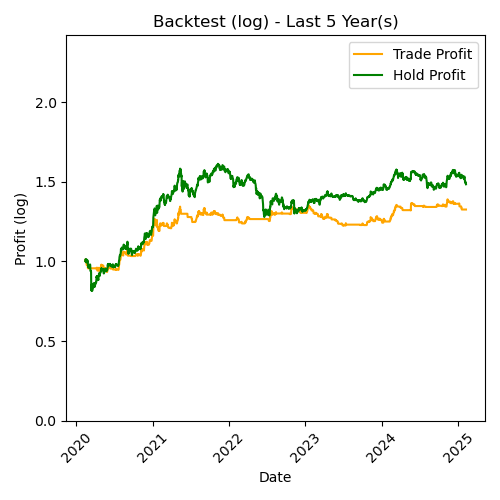 Backtest (log) - Last 5 Year(s)
Trade Profit
Hold Profit
Profit (log)
2.0
1.5
1.0
0.5
0.0
2020
2021
2022
2023
2024
2025
Date